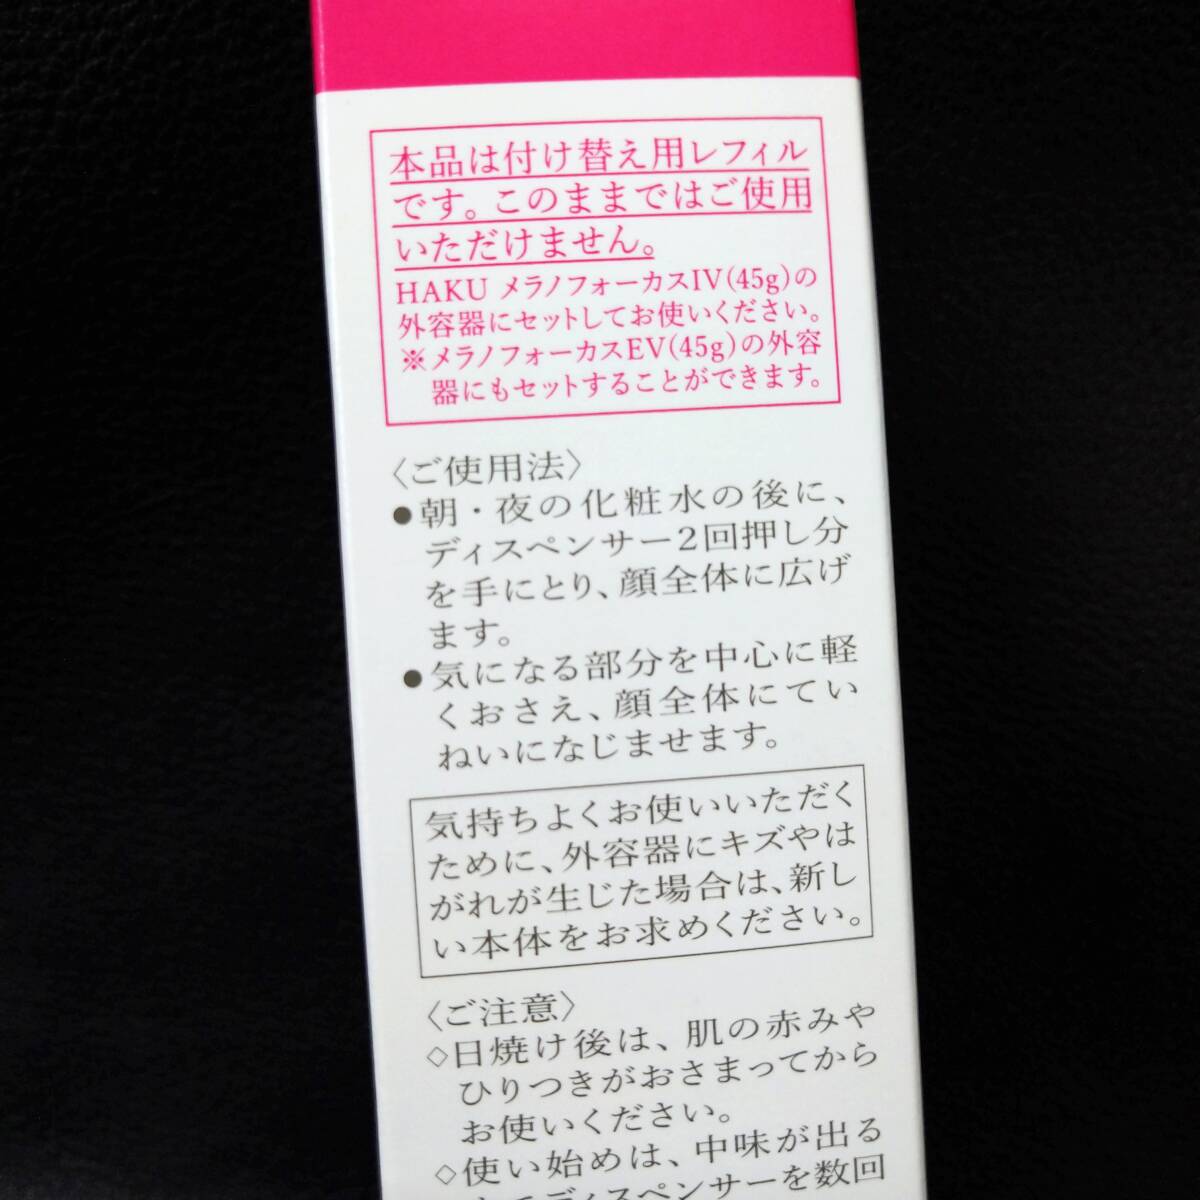 本品は付け替え用レフィル
です。このままではご使用
いただけません。
HAKU メラノフォーカスIV(45g)の
外容器にセットしてお使いください。
※メラノフォーカスEV(45g)の外容
器にもセットすることができます。
〈ご使用法〉
●朝・夜の化粧水の後に、
ディスペンサー2回押し分
を手にとり、顔全体に広げ
ます。
●気になる部分を中心に軽
くおさえ、顔全体にてい
ねいになじませます。
気持ちよくお使いいただく
ために、外容器にキズやは
がれが生じた場合は、新し
い本体をお求めください。
〈ご注意〉
◇日焼け後は、肌の赤みや
ひりつきがおさまってから
お使いください。
◇使い始めは、中味が出る
までディスペンサーを数回